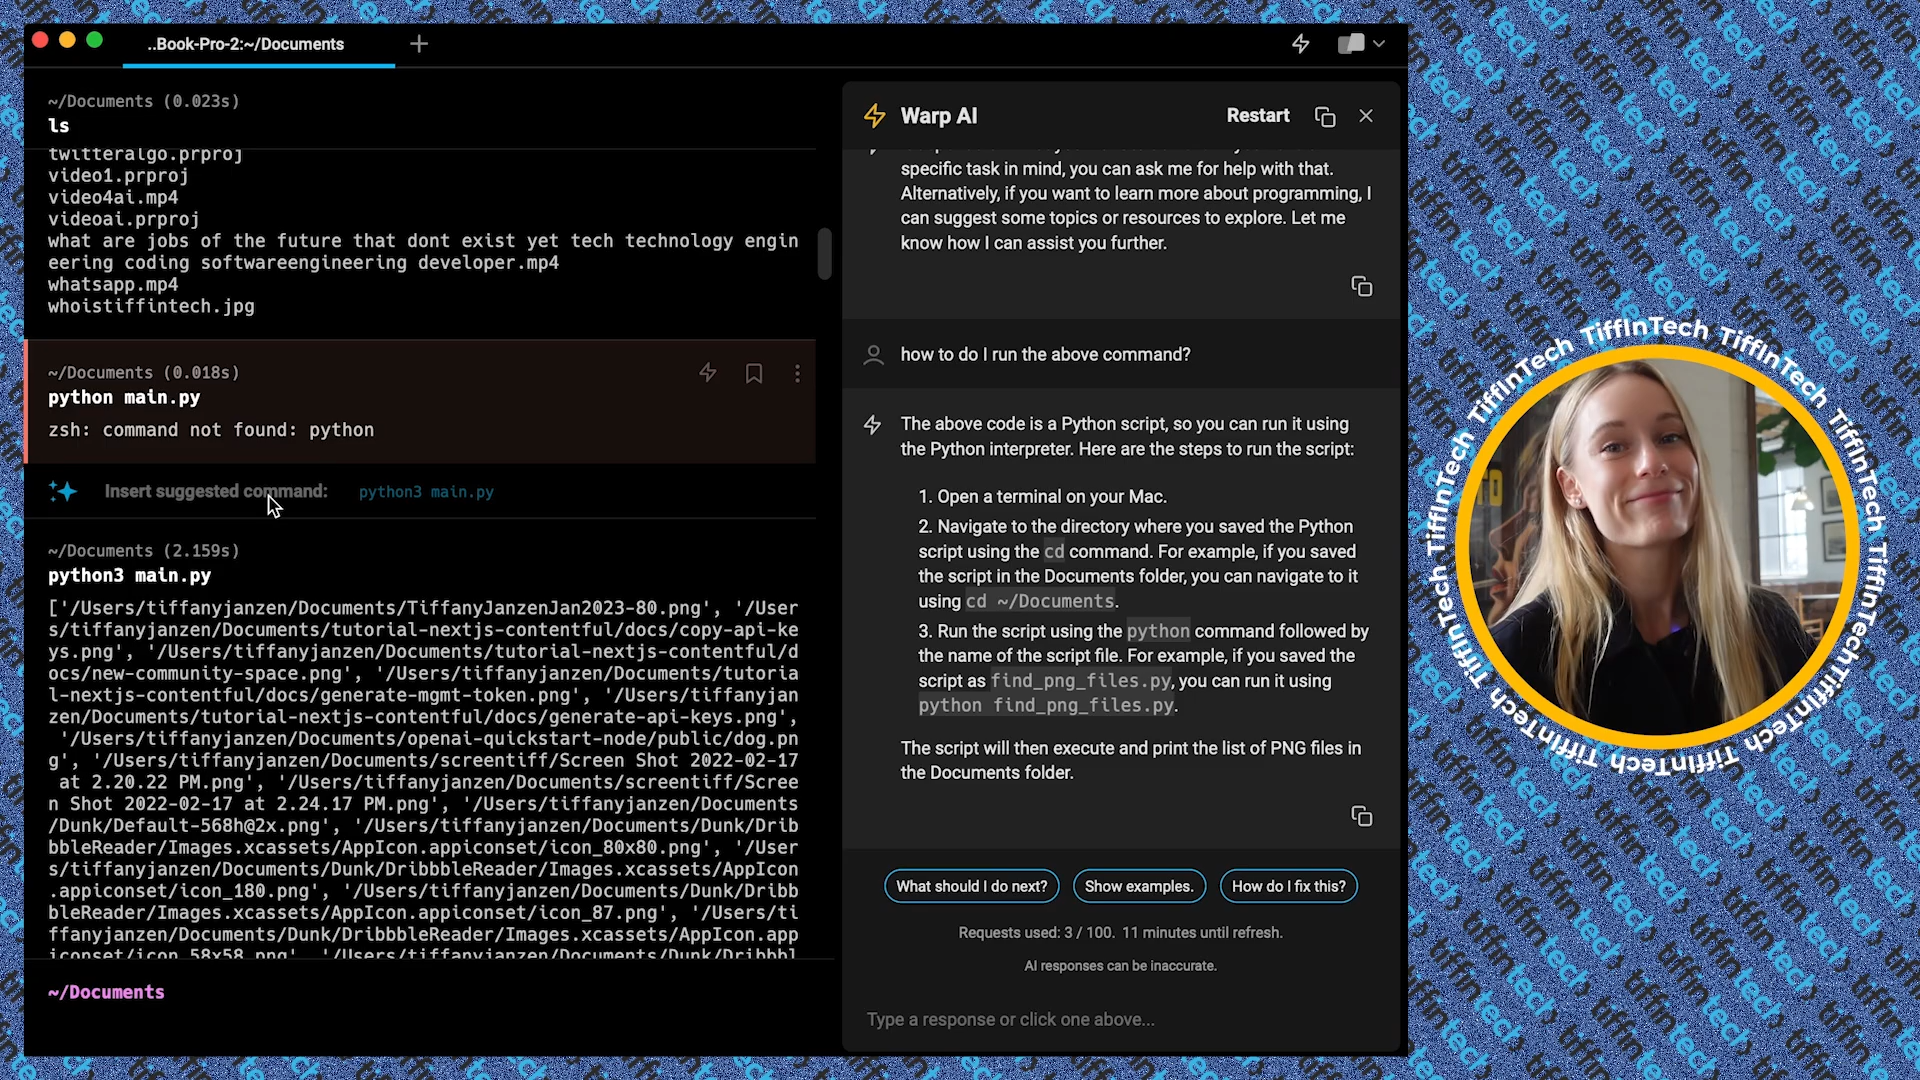 ..Book-Pro-2:~/Documents
~/Documents (0.023s)
ls
twitteralgo.prproj
video1.prproj
video4ai.mp4
videoai.prproj
what are jobs of the future that dont exist yet tech technology engin
eering coding softwareengineering developer.mp4
whatsapp.mp4
whoistiffintech.jpg
~/Documents (0.018s)
python main.py
zsh: command not found: python
Insert suggested command: python3 main.py
~/Documents (2.159s)
python3 main.py
['/Users/tiffanyjanzen/Documents/TiffanyJanzenJan2023-80.png', '/User
s/tiffanyjanzen/Documents/tutorial-nextjs-contentful/docs/copy-api-ke
ys.png', '/Users/tiffanyjanzen/Documents/tutorial-nextjs-contentful/d
ocs/new-community-space.png', '/Users/tiffanyjanzen/Documents/tutoria
l-nextjs-contentful/docs/generate-mgmt-token.png', '/Users/tiffanyjan
zen/Documents/tutorial-nextjs-contentful/docs/generate-api-keys.png',
'/Users/tiffanyjanzen/Documents/openai-quickstart-node/public/dog.pn
g', '/Users/tiffanyjanzen/Documents/screentiff/Screen Shot 2022-02-17
at 2.20.22 PM.png', '/Users/tiffanyjanzen/Documents/screentiff/Scree
n Shot 2022-02-17 at 2.24.17 PM.png', '/Users/tiffanyjanzen/Documents
/Dunk/Default-568h@2x.png', '/Users/tiffanyjanzen/Documents/Dunk/Drib
bbleReader/Images.xcassets/AppIcon.appiconset/icon_80x80.png', '/User
s/tiffanyjanzen/Documents/Dunk/DribbbleReader/Images.xcassets/AppIcon
.appiconset/icon_180.png', '/Users/tiffanyjanzen/Documents/Dunk/Dribb
bleReader/Images.xcassets/AppIcon.appiconset/icon_87.png', '/Users/ti
ffanyjanzen/Documents/Dunk/DribbbleReader/Images.xcassets/AppIcon.app
iconset/icon_58x58.png', '/Users/tiffanyjanzen/Documents/Dunk/Dribbbl
~/Documents
Warp AI
Restart
specific task in mind, you can ask me for help with that.
Alternatively, if you want to learn more about programming, I
can suggest some topics or resources to explore. Let me
know how I can assist you further.
how to do I run the above command?
The above code is a Python script, so you can run it using
the Python interpreter. Here are the steps to run the script:
1. Open a terminal on your Mac.
2. Navigate to the directory where you saved the Python
script using the cd command. For example, if you saved
the script in the Documents folder, you can navigate to it
using cd ~/Documents.
3. Run the script using the python command followed by
the name of the script file. For example, if you saved the
script as find_png_files.py, you can run it using
python find_png_files.py.
The script will then execute and print the list of PNG files in
the Documents folder.
What should I do next?
Show examples.
How do I fix this?
Requests used: 3 / 100. 11 minutes until refresh.
AI responses can be inaccurate.
Type a response or click one above...
TiffInTech TiffInTech TiffInTech TiffInTech TiffInTech TiffInTech TiffInTech TiffInTech
tiffintech